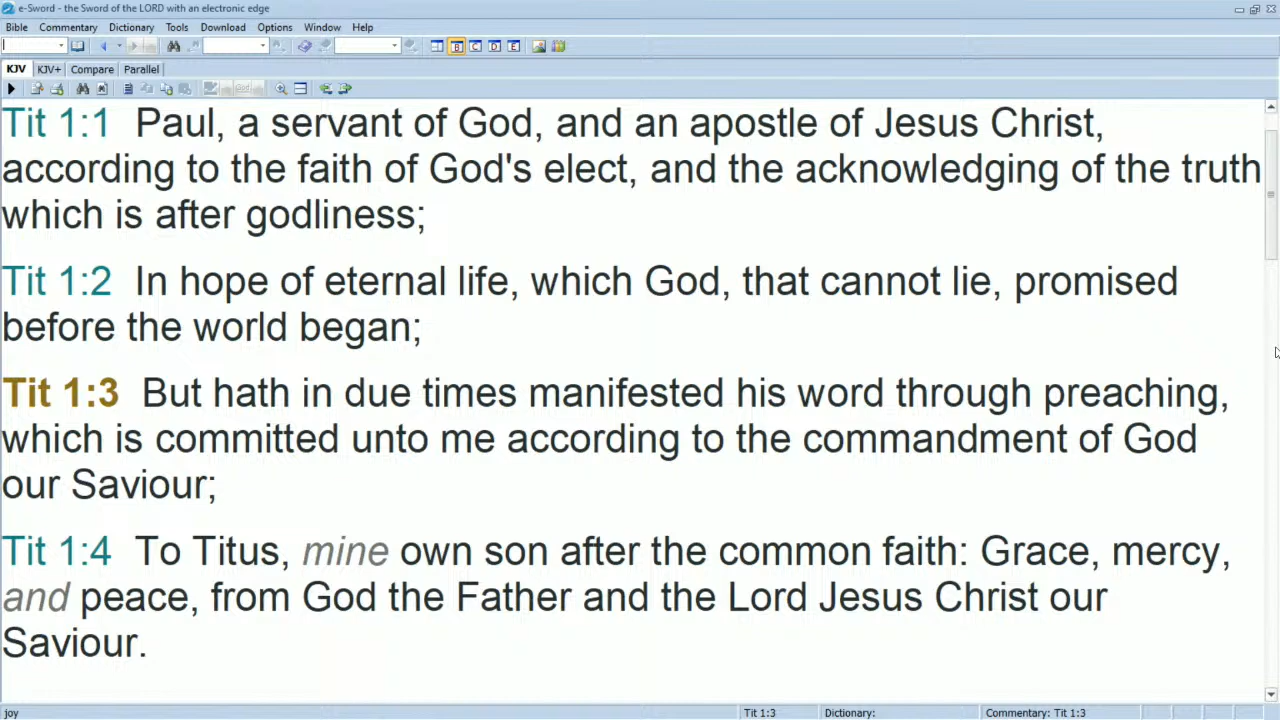 e-Sword - the Sword of the LORD with an electronic edge
Bible Commentary Dictionary Tools Download Options Window Help
B C D E
KJV KJV+ Compare Parallel
Tit 1:1 Paul, a servant of God, and an apostle of Jesus Christ,
according to the faith of God's elect, and the acknowledging of the truth
which is after godliness;
Tit 1:2 In hope of eternal life, which God, that cannot lie, promised
before the world began;
Tit 1:3 But hath in due times manifested his word through preaching,
which is committed unto me according to the commandment of God
our Saviour;
Tit 1:4 To Titus, mine own son after the common faith: Grace, mercy,
and peace, from God the Father and the Lord Jesus Christ our
Saviour.
joy Tit 1:3 Dictionary: Commentary: Tit 1:3